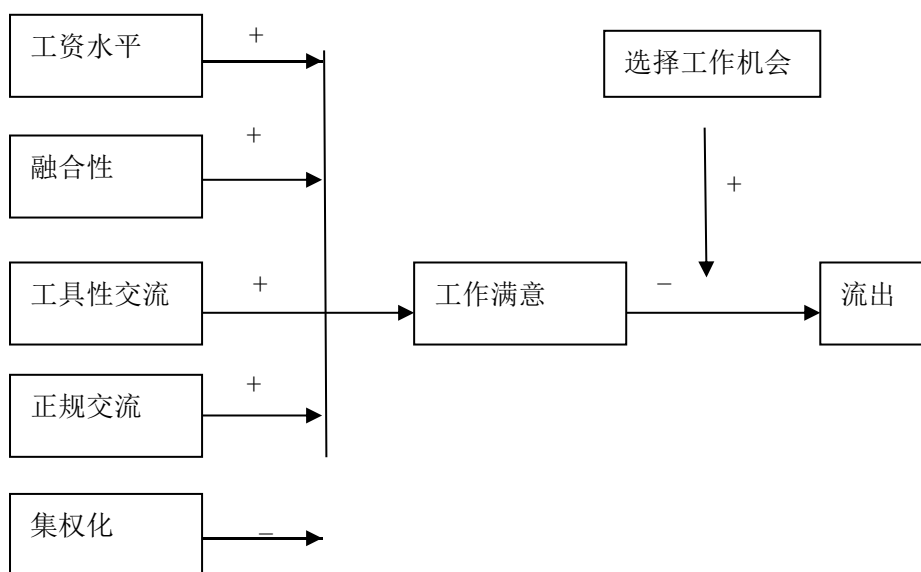 工资水平
+
选择工作机会
融合性
+
+
工具性交流
+
工作满意
−
流出
正规交流
+
集权化
−